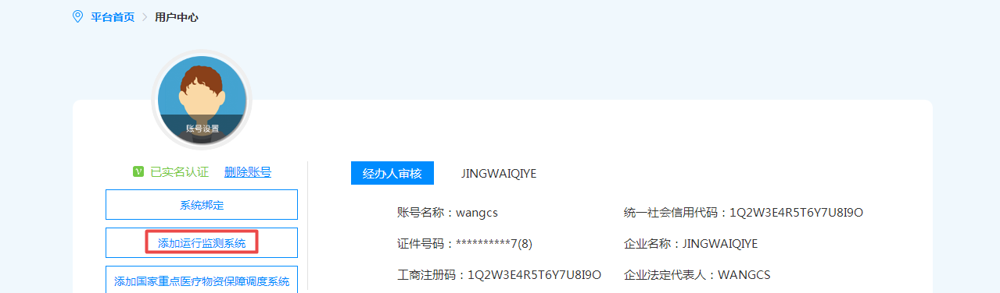 平台首页 > 用户中心
账号设置
已实名认证 删除账号
系统绑定
添加运行监测系统
添加国家重点医疗物资保障调度系统
经办人审核 JINGWAIQIYE
账号名称：wangcs 统一社会信用代码：1Q2W3E4R5T6Y7U8I9O
证件号码：**********7(8) 企业名称：JINGWAIQIYE
工商注册码：1Q2W3E4R5T6Y7U8I9O 企业法定代表人：WANGCS